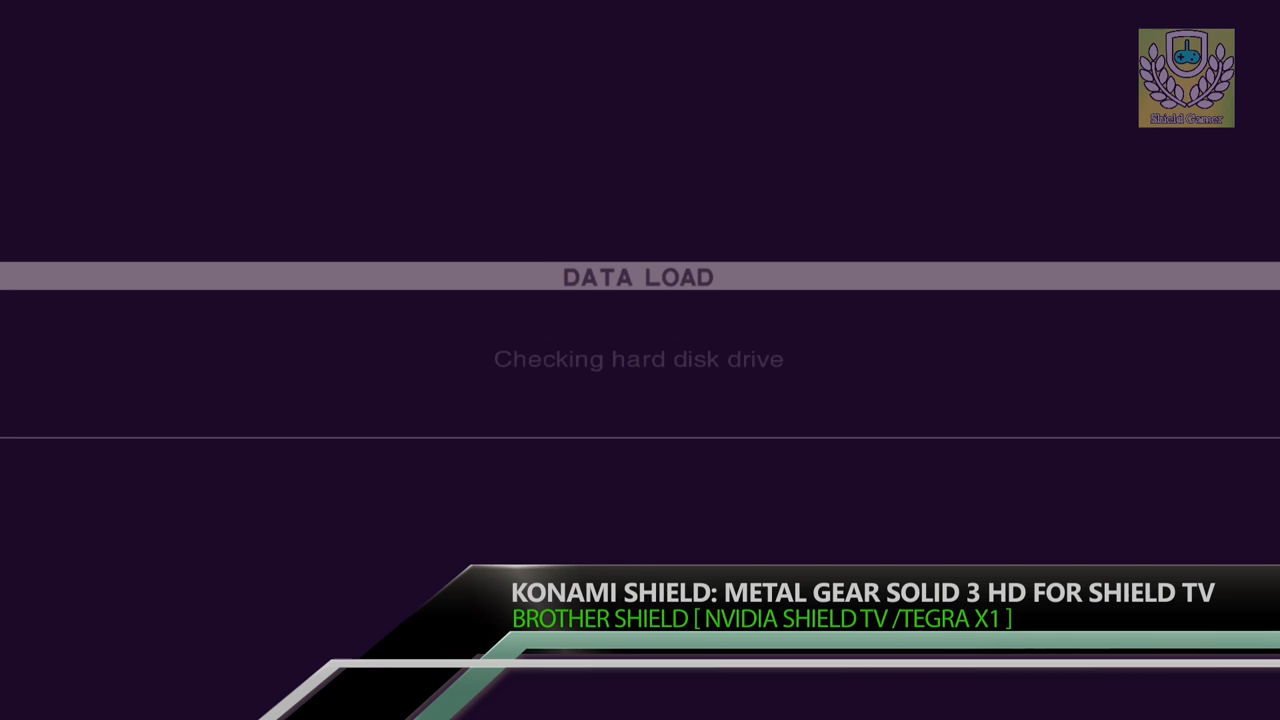 Shield Gamer
DATA LOAD
Checking hard disk drive
KONAMI SHIELD: METAL GEAR SOLID 3 HD FOR SHIELD TV
BROTHER SHIELD [ NVIDIA SHIELD TV /TEGRA X1 ]